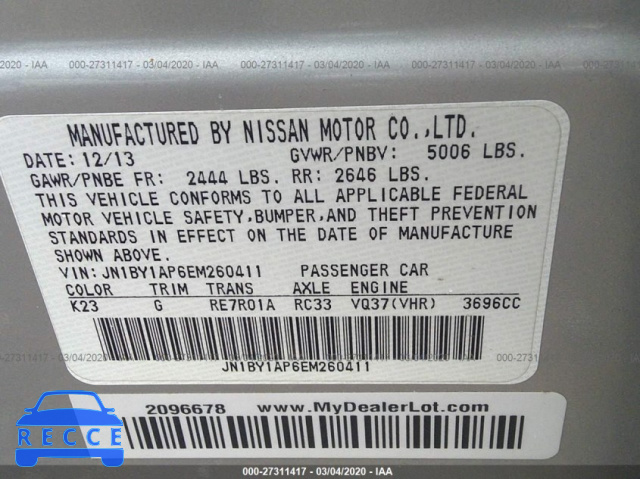 000-27311417 - 03/04/2020 - IAA
MANUFACTURED BY NISSAN MOTOR CO.,LTD.
DATE: 12/13 GVWR/PNBV: 5006 LBS.
GAWR/PNBE FR: 2444 LBS. RR: 2646 LBS.
THIS VEHICLE CONFORMS TO ALL APPLICABLE FEDERAL
MOTOR VEHICLE SAFETY,BUMPER,AND THEFT PREVENTION
STANDARDS IN EFFECT ON THE DATE OF MANUFACTURE
SHOWN ABOVE.
VIN: JN1BY1AP6EM260411 PASSENGER CAR
COLOR TRIM TRANS AXLE ENGINE
K23 G RE7R01A RC33 VQ37(VHR) 3696CC
JN1BY1AP6EM260411
2096678 www.MyDealerLot.com
RECCE
000-27311417 - 03/04/2020 - IAA